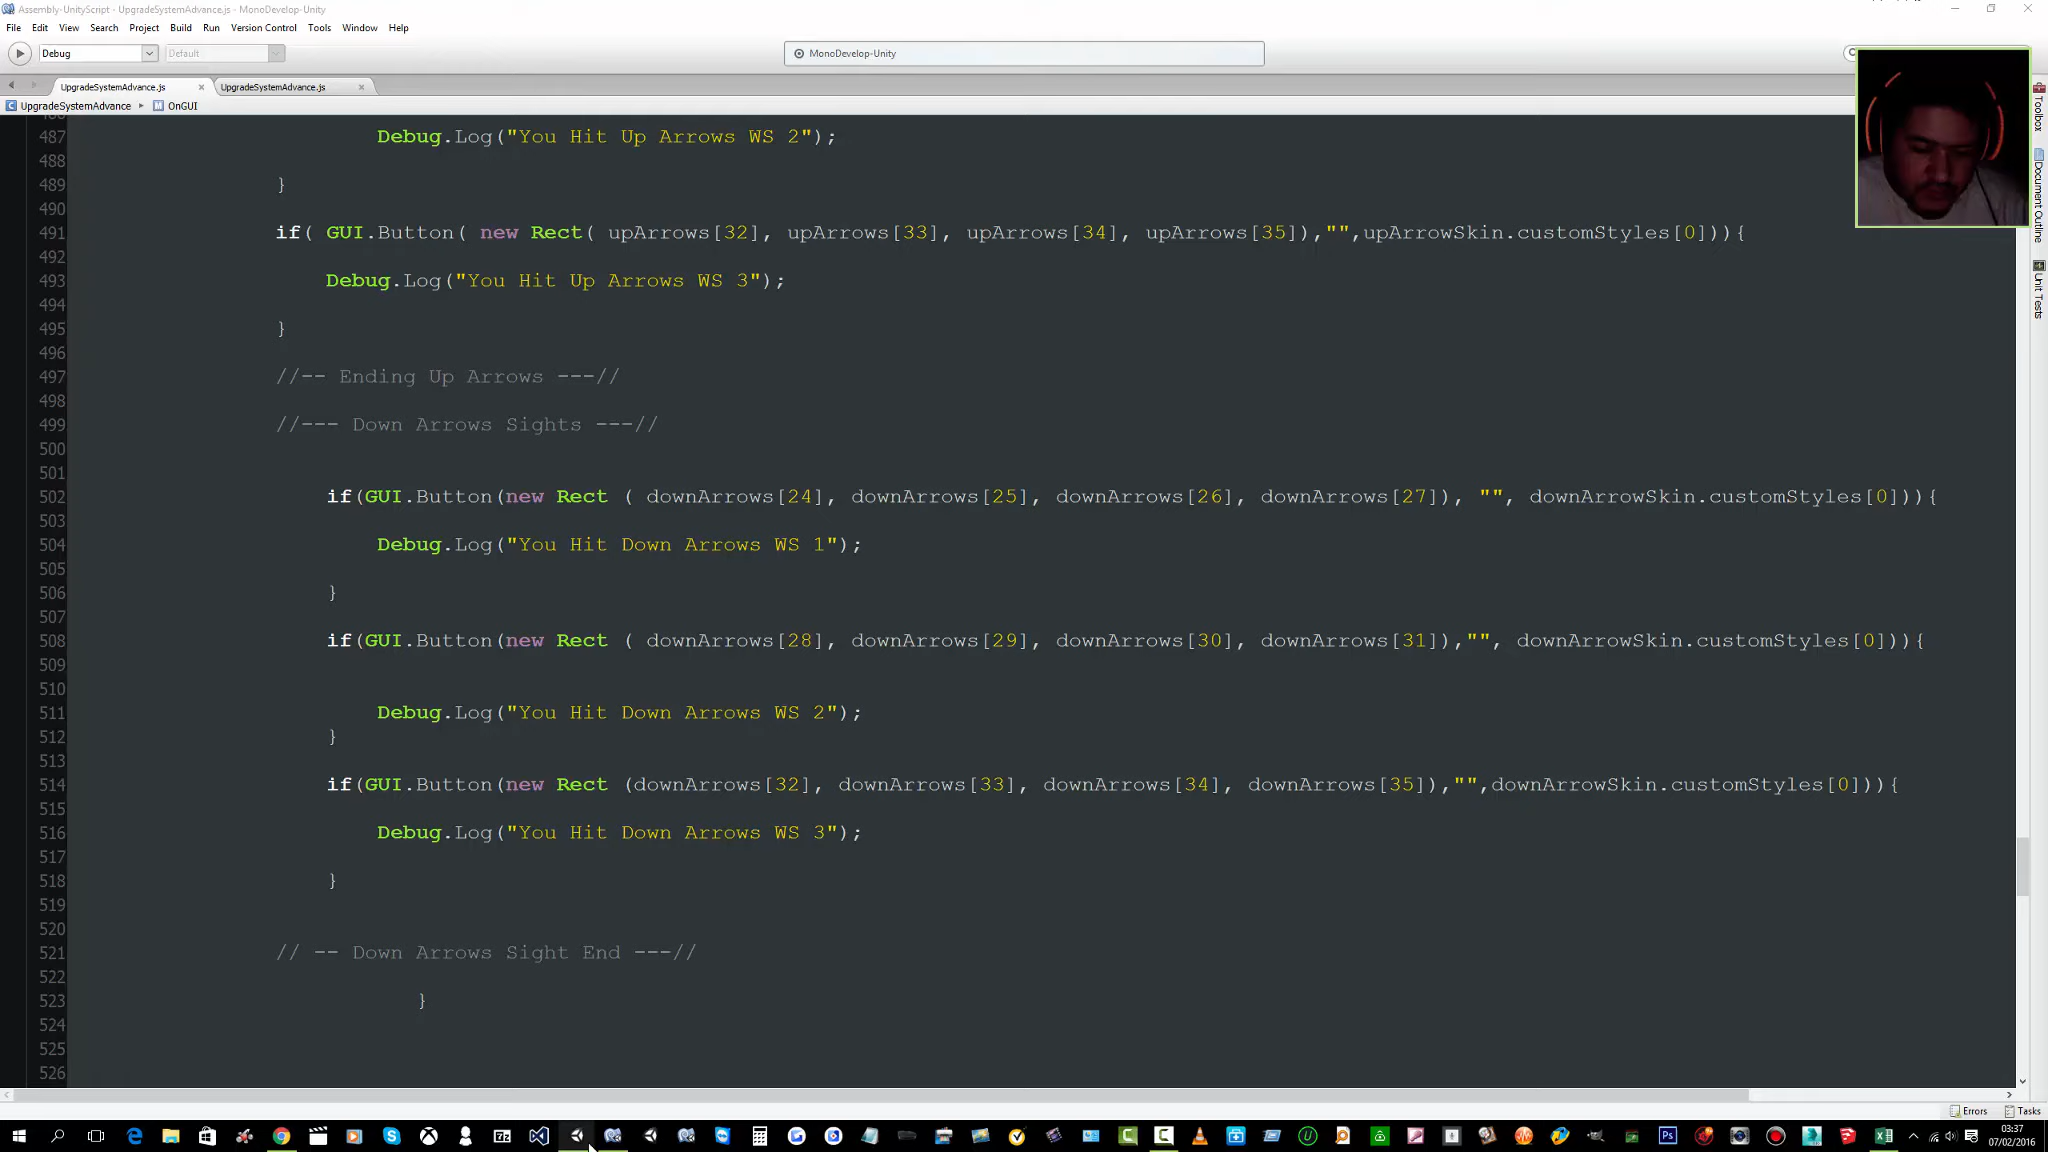 Assembly-UnityScript - UpgradeSystemAdvance.js - MonoDevelop-Unity
File Edit View Search Project Build Run Version Control Tools Window Help
Debug Default MonoDevelop-Unity
UpgradeSystemAdvance.js × UpgradeSystemAdvance.js ×
UpgradeSystemAdvance ▸ OnGUI
487 Debug.Log("You Hit Up Arrows WS 2");
488
489 }
490
491 if( GUI.Button( new Rect( upArrows[32], upArrows[33], upArrows[34], upArrows[35]),"",upArrowSkin.customStyles[0])){
492
493 Debug.Log("You Hit Up Arrows WS 3");
494
495 }
496
497 //-- Ending Up Arrows ---//
498
499 //--- Down Arrows Sights ---//
500
501
502 if(GUI.Button(new Rect ( downArrows[24], downArrows[25], downArrows[26], downArrows[27]), "", downArrowSkin.customStyles[0])){
503
504 Debug.Log("You Hit Down Arrows WS 1");
505
506 }
507
508 if(GUI.Button(new Rect ( downArrows[28], downArrows[29], downArrows[30], downArrows[31]),"", downArrowSkin.customStyles[0])){
509
510
511 Debug.Log("You Hit Down Arrows WS 2");
512 }
513
514 if(GUI.Button(new Rect (downArrows[32], downArrows[33], downArrows[34], downArrows[35]),"",downArrowSkin.customStyles[0])){
515
516 Debug.Log("You Hit Down Arrows WS 3");
517
518 }
519
520
521 // -- Down Arrows Sight End ---//
522
523 }
524
525
526
Toolbox
Document Outline
Unit Tests
Errors Tasks
03:37
07/02/2016